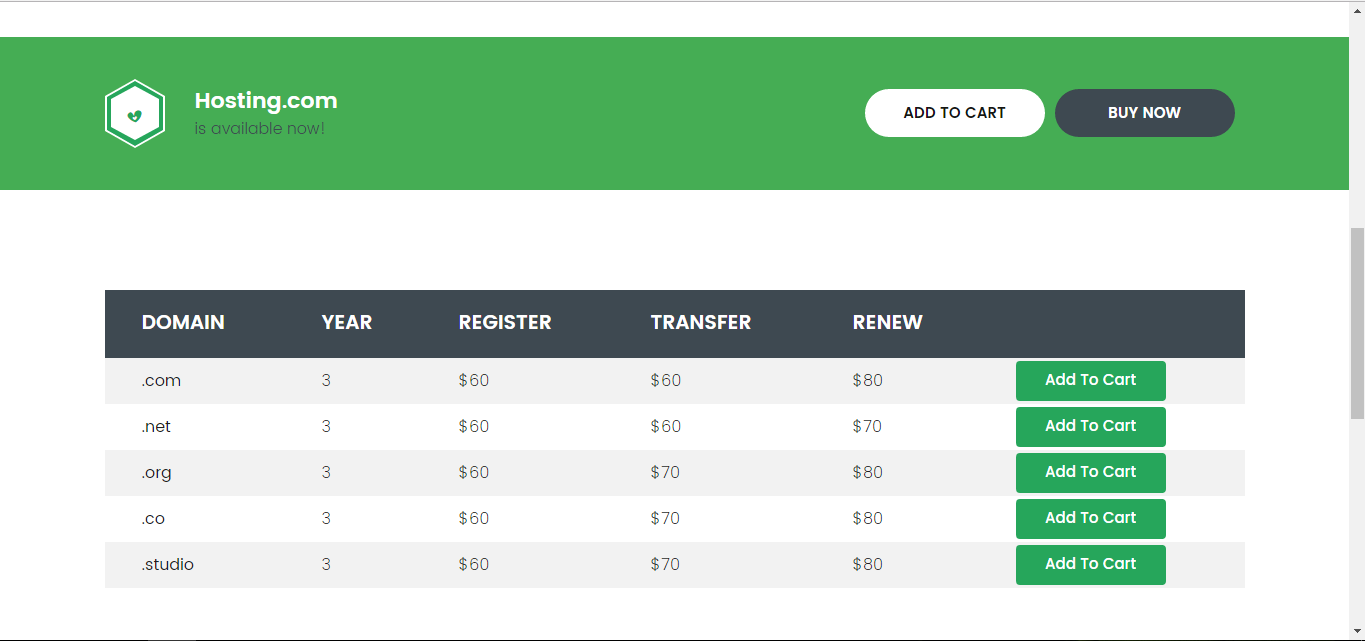 Hosting.com
is available now!
ADD TO CART BUY NOW
DOMAIN YEAR REGISTER TRANSFER RENEW
.com 3 $60 $60 $80 Add To Cart
.net 3 $60 $60 $70 Add To Cart
.org 3 $60 $70 $80 Add To Cart
.co 3 $60 $70 $80 Add To Cart
.studio 3 $60 $70 $80 Add To Cart